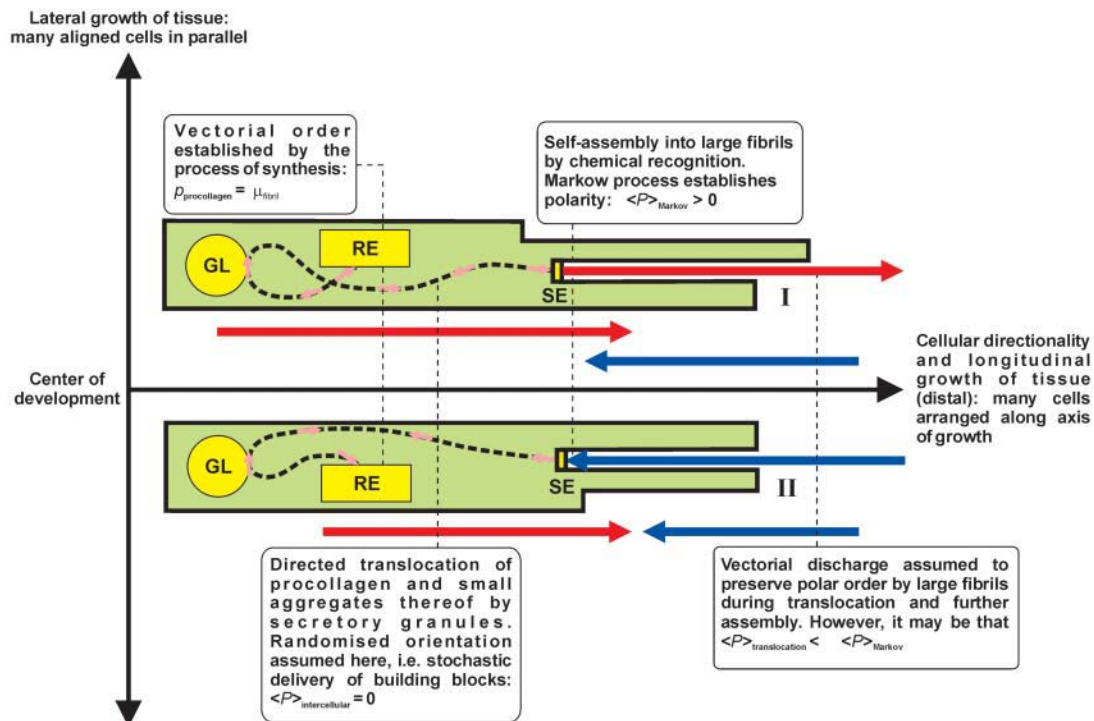 Lateral growth of tissue:
many aligned cells in parallel
Vectorial order
established by the
process of synthesis:
pprocollagen = μfibril
Self-assembly into large fibrils
by chemical recognition.
Markow process establishes
polarity: <P>Markov > 0
GL
RE
SE
I
Center of
development
Cellular directionality
and longitudinal
growth of tissue
(distal): many cells
arranged along axis
of growth
GL
RE
SE
II
Directed translocation of
procollagen and small
aggregates thereof by
secretory granules.
Randomised orientation
assumed here, i.e. stochastic
delivery of building blocks:
<P>intercellular = 0
Vectorial discharge assumed to
preserve polar order by large fibrils
during translocation and further
assembly. However, it may be that
<P>translocation < <P>Markov